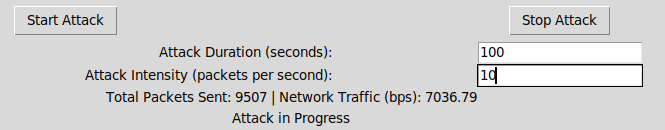 Start Attack Stop Attack
Attack Duration (seconds): 100
Attack Intensity (packets per second): 10
Total Packets Sent: 9507 | Network Traffic (bps): 7036.79
Attack in Progress